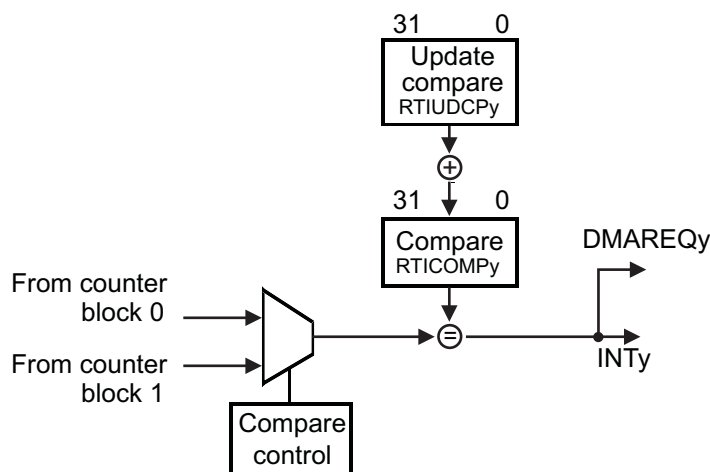 31 0
Update
compare
RTIUDCPy
+
31 0
Compare
RTICOMPy
DMAREQy
From counter
block 0
=
INTy
From counter
block 1
Compare
control